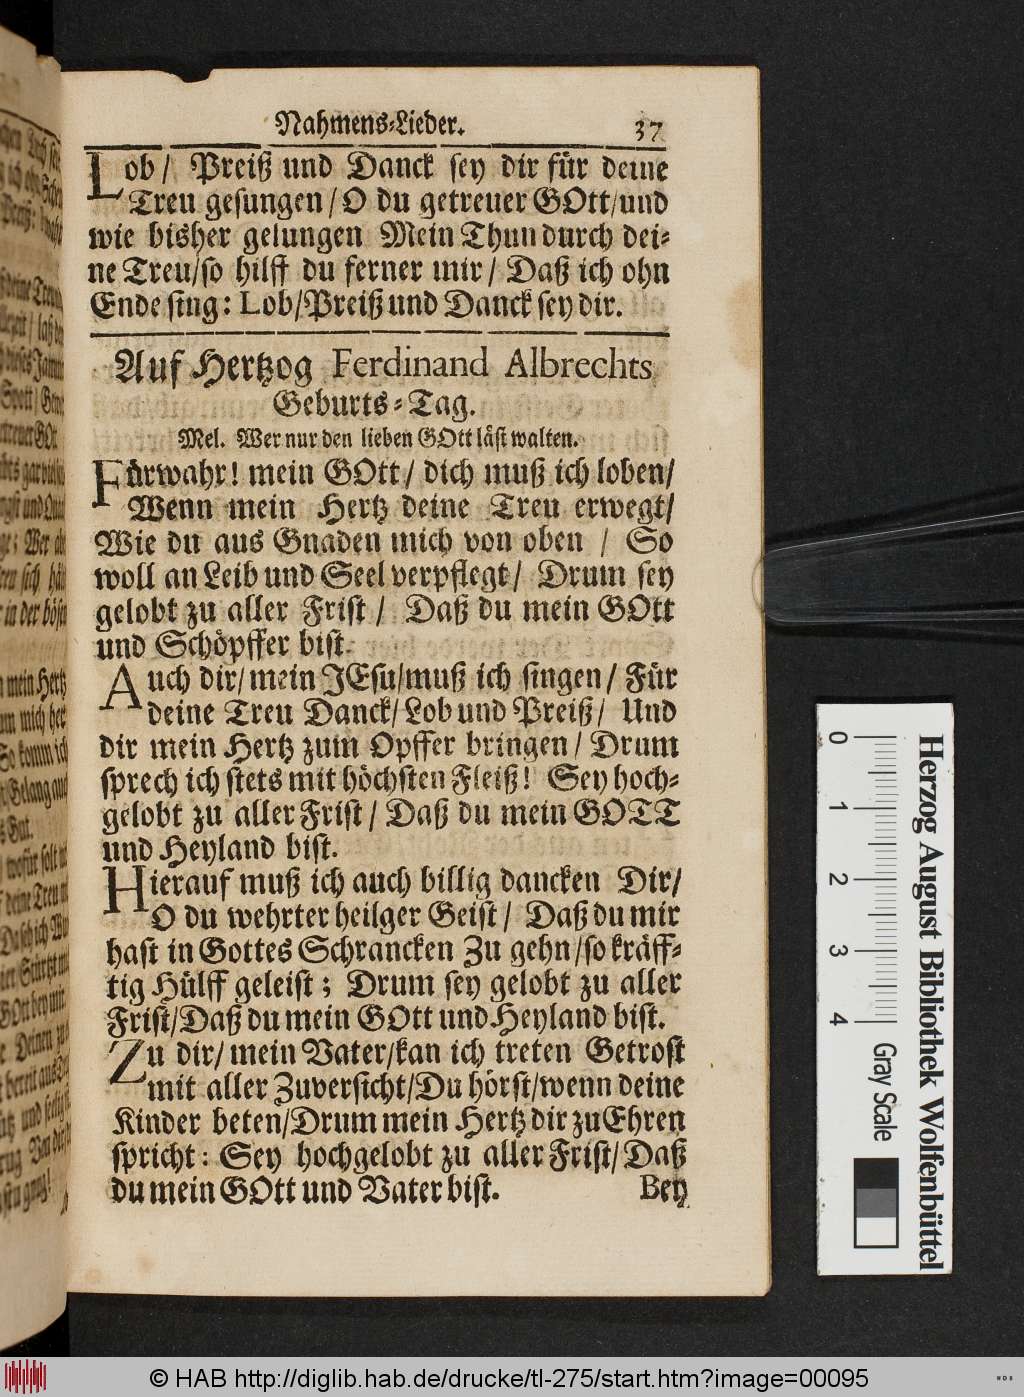 Nahmens-Lieder. 37
Lob/ Preiß und Danck sey dir für deine
Treu gesungen/ O du getreuer GOtt/und
wie bisher gelungen Mein Thun durch dei-
ne Treu/so hilff du ferner mir/ Daß ich ohn
Ende sing: Lob/Preiß und Danck sey dir.
Auf Hertzog Ferdinand Albrechts
Geburts-Tag.
Mel. Wer nur den lieben GOtt läst walten.
Fürwahr! mein GOtt/ dich muß ich loben/
Wenn mein Hertz deine Treu erwegt/
Wie du aus Gnaden mich von oben / So
woll an Leib und Seel verpflegt/ Drum sey
gelobt zu aller Frist/ Daß du mein GOtt
und Schöpffer bist.
Auch dir/mein JEsu/muß ich singen/ Für
deine Treu Danck/Lob und Preiß/ Und
dir mein Hertz zum Opffer bringen/ Drum
sprech ich stets mit höchsten Fleiß! Sey hoch-
gelobt zu aller Frist/ Daß du mein GOTT
und Heyland bist.
Hierauf muß ich auch billig dancken Dir/
O du wehrter heilger Geist/ Daß du mir
hast in Gottes Schrancken Zu gehn/so kräff-
tig Hülff geleist; Drum sey gelobt zu aller
Frist/Daß du mein GOtt und Heyland bist.
Zu dir/mein Vater/kan ich treten Getrost
mit aller Zuversicht/Du hörst/wenn deine
Kinder beten/Drum mein Hertz dir zu Ehren
spricht: Sey hochgelobt zu aller Frist/Daß
du mein GOtt und Vater bist. Bey
0 1 2 3 4
Gray Scale
Herzog August Bibliothek Wolfenbüttel
© HAB http://diglib.hab.de/drucke/tl-275/start.htm?image=00095